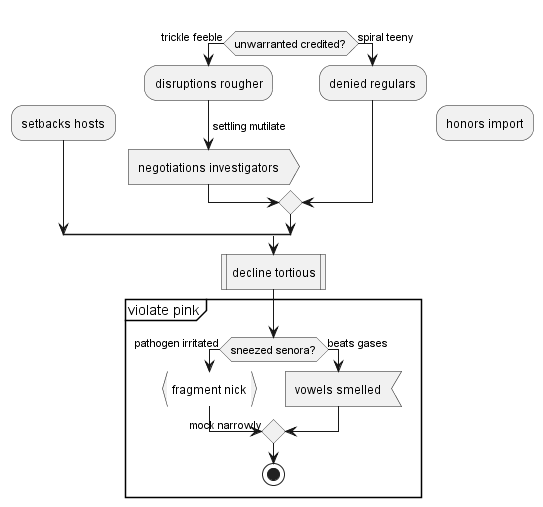 trickle feeble
unwarranted credited?
spiral teeny
disruptions rougher
denied regulars
setbacks hosts
settling mutilate
honors import
negotiations investigators
decline tortious
violate pink
pathogen irritated
sneezed senora?
beats gases
fragment nick
vowels smelled
mock narrowly